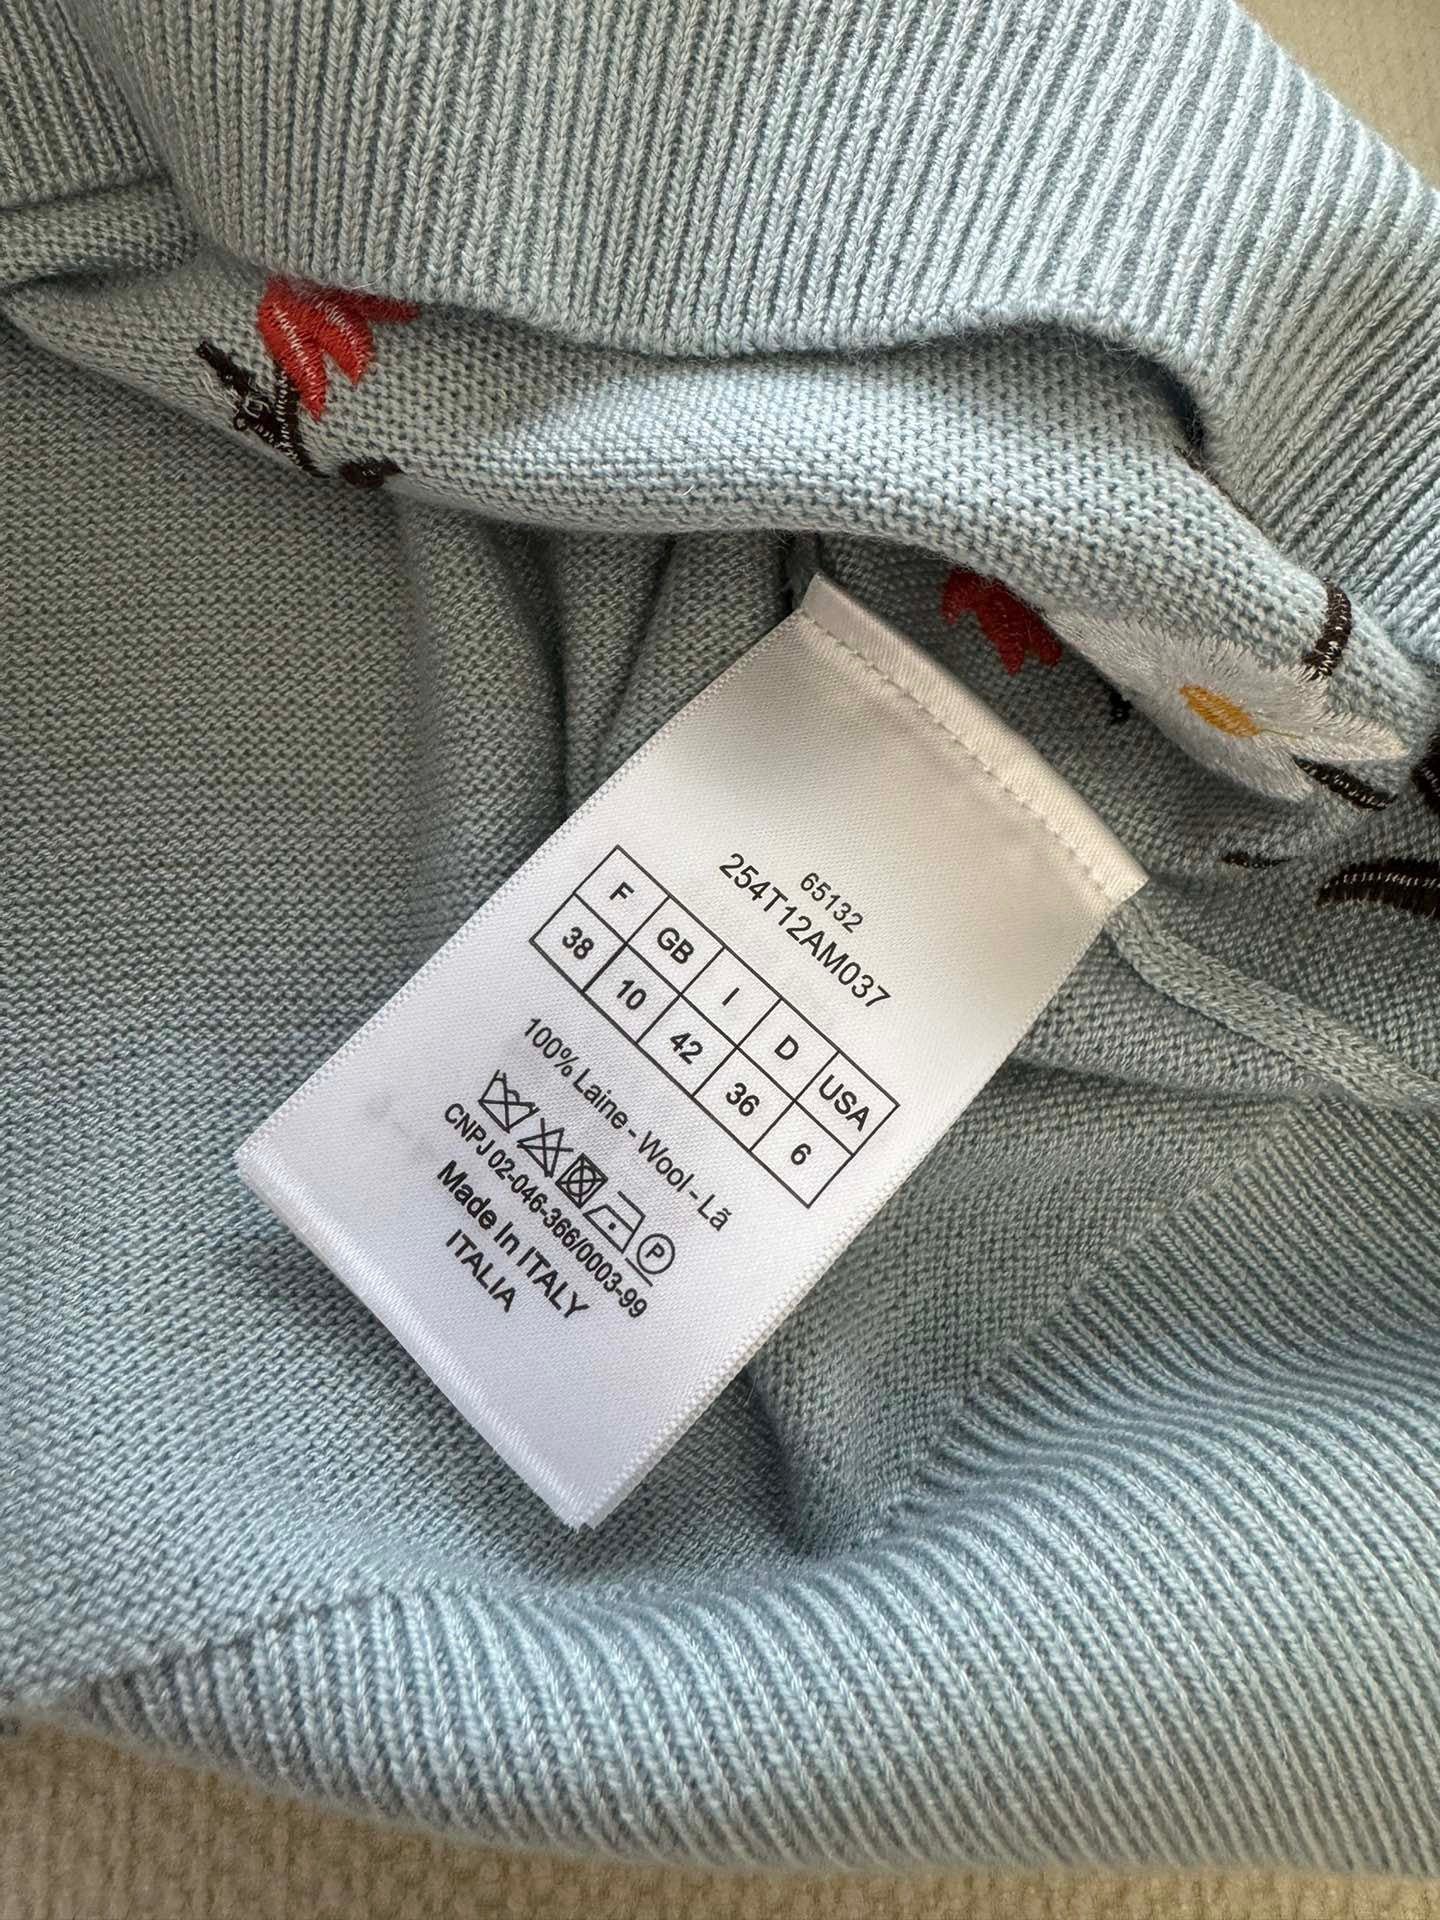 65132
254T12AM037
F GB I D USA
38 10 42 36 6
100% Laine - Wool - Lã
P
CNPJ 02-046-366/0003-99
Made In ITALY
ITALIA